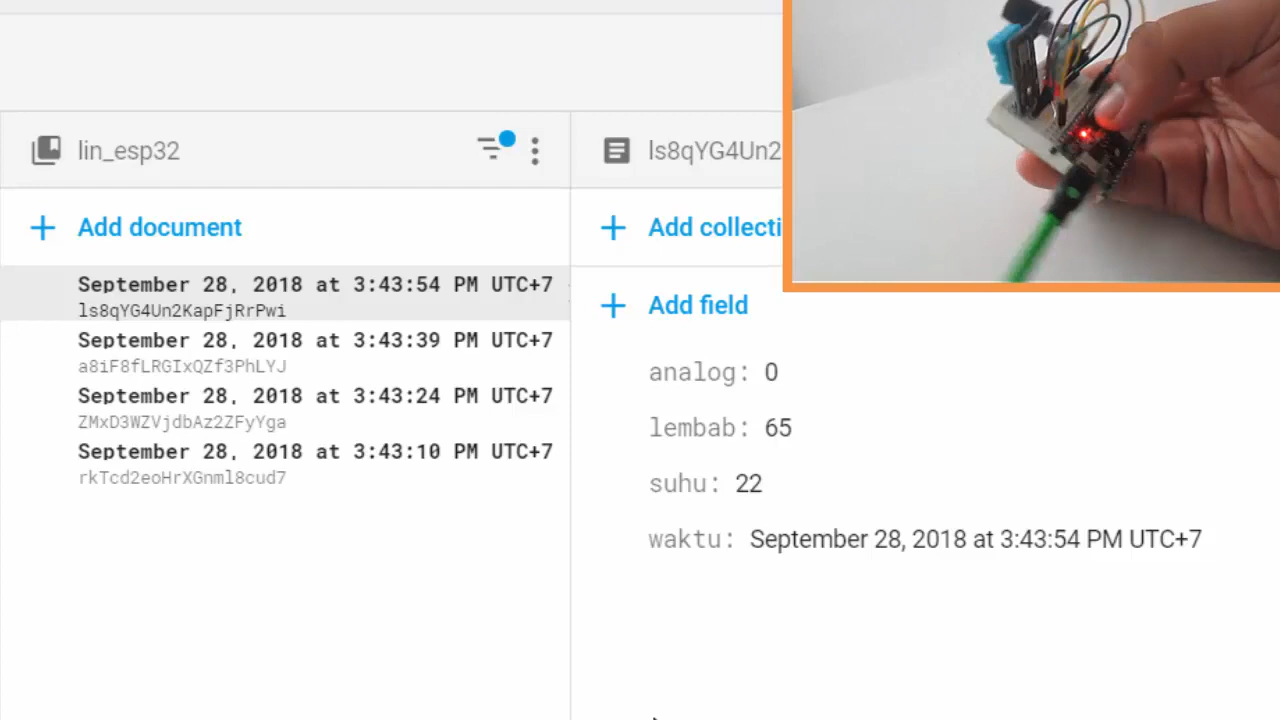 lin_esp32
Add document
September 28, 2018 at 3:43:54 PM UTC+7
ls8qYG4Un2KapFjRrPwi
September 28, 2018 at 3:43:39 PM UTC+7
a8iF8fLRGIxQZf3PhLYJ
September 28, 2018 at 3:43:24 PM UTC+7
ZMxD3WZVjdbAz2ZFyYga
September 28, 2018 at 3:43:10 PM UTC+7
rkTcd2eoHrXGnml8cud7
ls8qYG4Un2
Add collecti
Add field
analog: 0
lembab: 65
suhu: 22
waktu: September 28, 2018 at 3:43:54 PM UTC+7